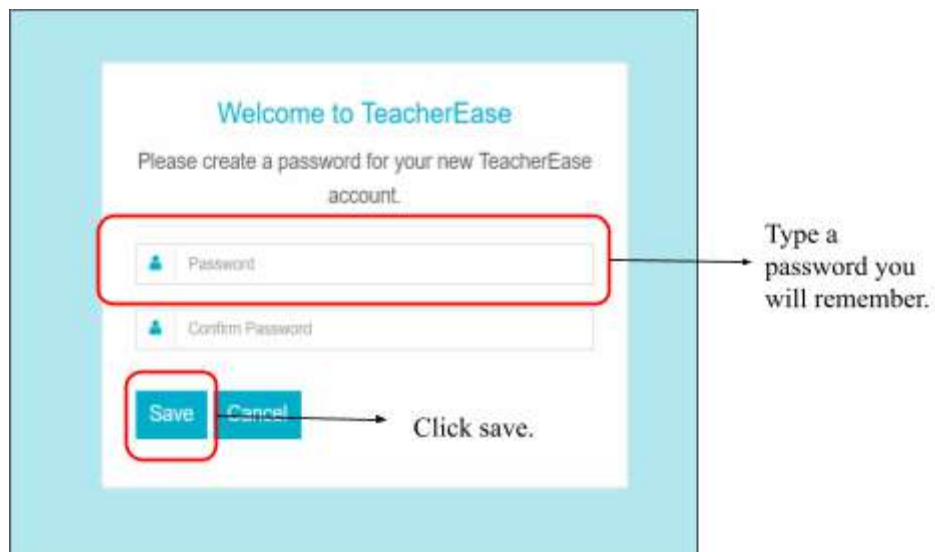 Welcome to TeacherEase
Please create a password for your new TeacherEase
account.
Password
Confirm Password
Save
Cancel
Type a
password you
will remember.
Click save.